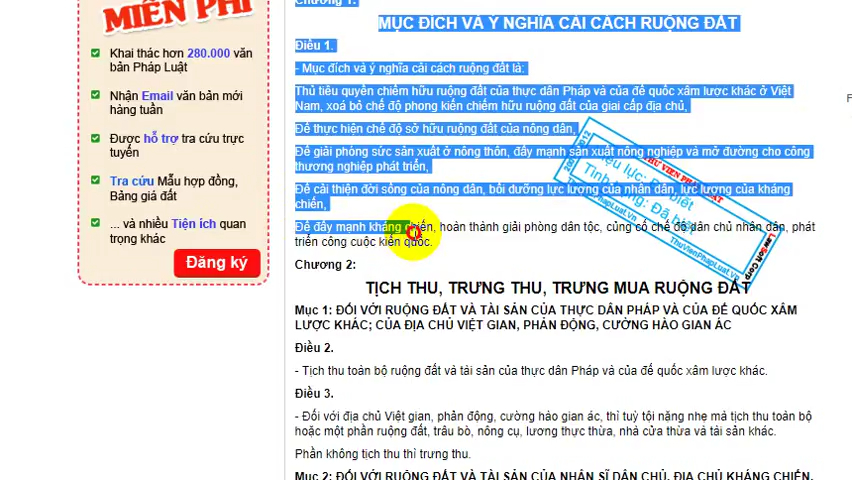 MIỄN PHÍ
Khai thác hơn 280.000 văn
bản Pháp Luật
Nhận Email văn bản mới
hàng tuần
Được hỗ trợ tra cứu trực
tuyến
Tra cứu Mẫu hợp đồng,
Bảng giá đất
... và nhiều Tiện ích quan
trọng khác
Đăng ký
Chương 1:
MỤC ĐÍCH VÀ Ý NGHĨA CẢI CÁCH RUỘNG ĐẤT
Điều 1.
- Mục đích và ý nghĩa cải cách ruộng đất là:
Thủ tiêu quyền chiếm hữu ruộng đất của thực dân Pháp và của đế quốc xâm lược khác ở Việt
Nam, xoá bỏ chế độ phong kiến chiếm hữu ruộng đất của giai cấp địa chủ,
Để thực hiện chế độ sở hữu ruộng đất của nông dân,
Để giải phóng sức sản xuất ở nông thôn, đẩy mạnh sản xuất nông nghiệp và mở đường cho công
thương nghiệp phát triển,
Để cải thiện đời sống của nông dân, bồi dưỡng lực lượng của nhân dân, lực lượng của kháng
chiến,
Để đẩy mạnh kháng chiến, hoàn thành giải phòng dân tộc, củng cố chế độ dân chủ nhân dân, phát
triển công cuộc kiến quốc.
THƯ VIỆN PHÁP LUẬT
ThuVienPhapLuat.Vn
LawSoft Corp
Chương 2:
TỊCH THU, TRƯNG THU, TRƯNG MUA RUỘNG ĐẤT
Mục 1: ĐỐI VỚI RUỘNG ĐẤT VÀ TÀI SẢN CỦA THỰC DÂN PHÁP VÀ CỦA ĐẾ QUỐC XÂM
LƯỢC KHÁC; CỦA ĐỊA CHỦ VIỆT GIAN, PHẢN ĐỘNG, CƯỜNG HÀO GIAN ÁC
Điều 2.
- Tịch thu toàn bộ ruộng đất và tài sản của thực dân Pháp và của đế quốc xâm lược khác.
Điều 3.
- Đối với địa chủ Việt gian, phản động, cường hào gian ác, thì tuỳ tội nặng nhẹ mà tịch thu toàn bộ
hoặc một phần ruộng đất, trâu bò, nông cụ, lương thực thừa, nhà cửa thừa và tài sản khác.
Phần không tịch thu thì trưng thu.
Mục 2: ĐỐI VỚI RUỘNG ĐẤT VÀ TÀI SẢN CỦA NHÂN SĨ DÂN CHỦ, ĐỊA CHỦ KHÁNG CHIẾN,